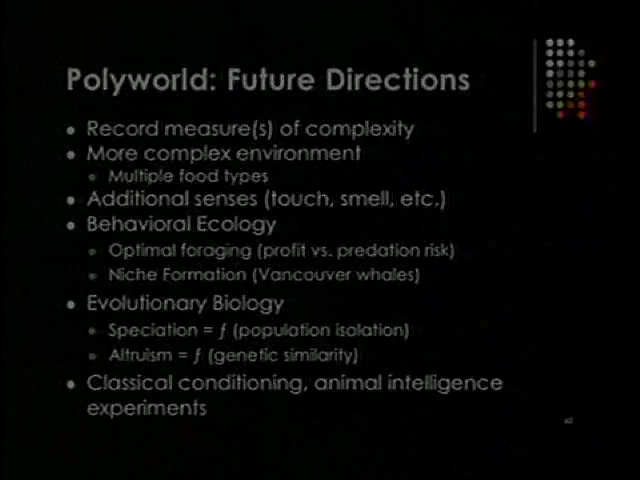 Polyworld: Future Directions
Record measure(s) of complexity
More complex environment
Multiple food types
Additional senses (touch, smell, etc.)
Behavioral Ecology
Optimal foraging (profit vs. predation risk)
Niche Formation (Vancouver whales)
Evolutionary Biology
Speciation = ƒ (population isolation)
Altruism = ƒ (genetic similarity)
Classical conditioning, animal intelligence
experiments